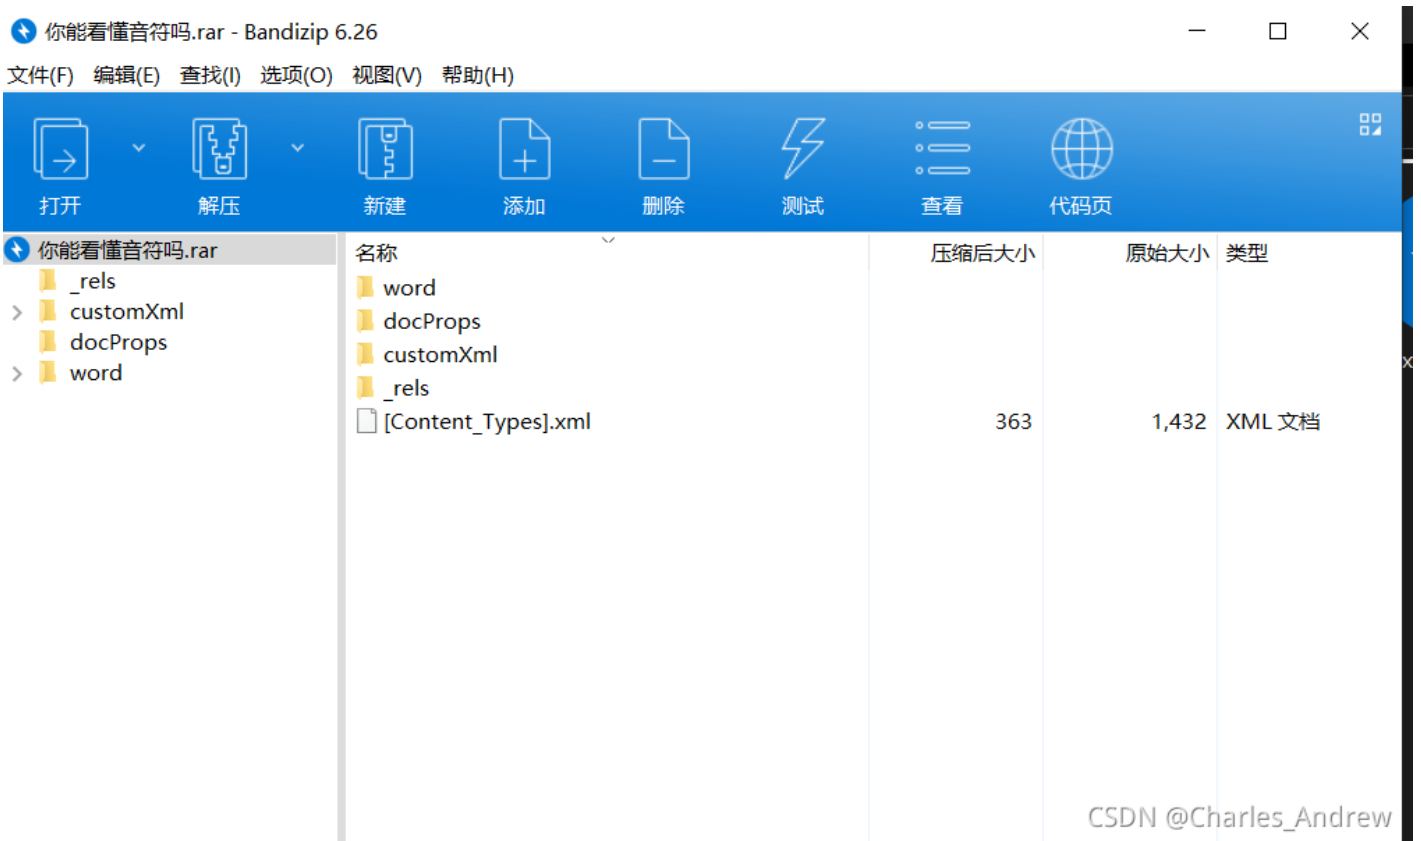 你能看懂音符吗.rar - Bandizip 6.26
文件(F) 编辑(E) 查找(I) 选项(O) 视图(V) 帮助(H)
打开 解压 新建 添加 删除 测试 查看 代码页
你能看懂音符吗.rar
_rels
customXml
docProps
word
名称 压缩后大小 原始大小 类型
word
docProps
customXml
_rels
[Content_Types].xml 363 1,432 XML 文档
x
CSDN @Charles_Andrew